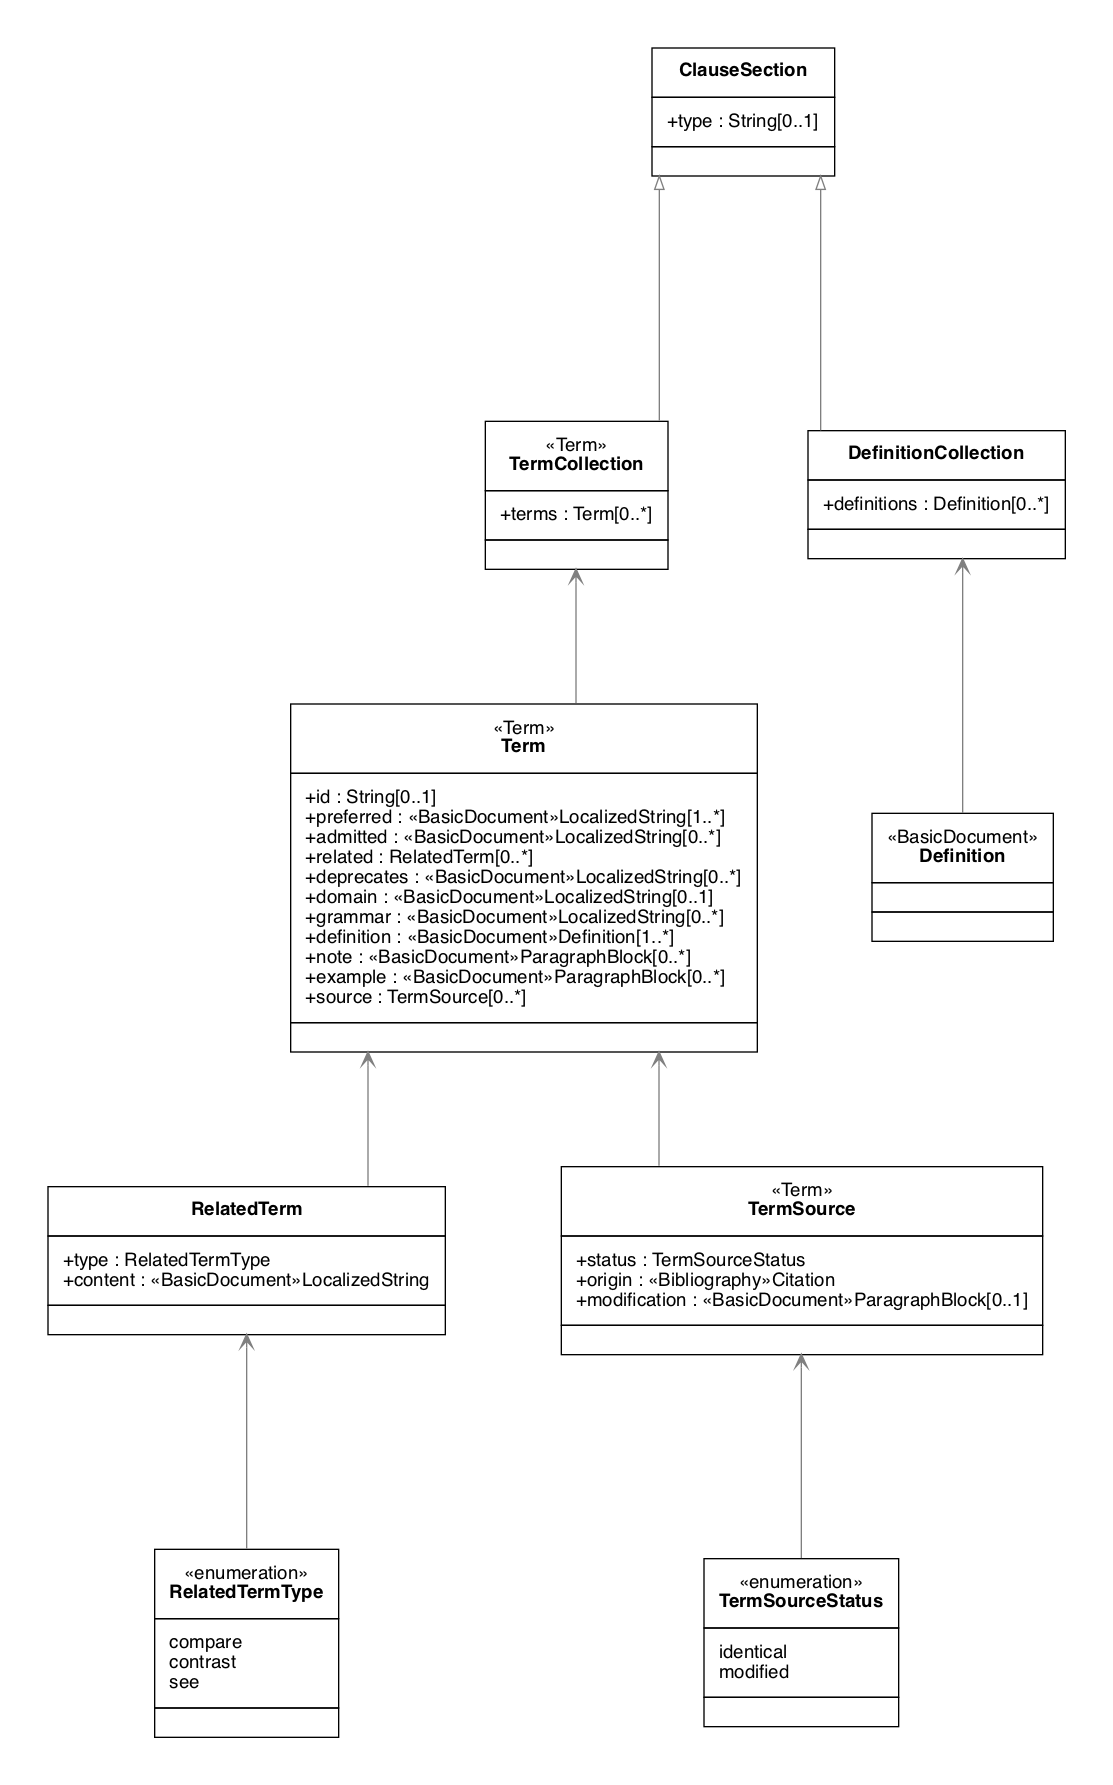 ClauseSection
+type : String[0..1]
«Term»
TermCollection
+terms : Term[0..*]
DefinitionCollection
+definitions : Definition[0..*]
«Term»
Term
+id : String[0..1]
+preferred : «BasicDocument»LocalizedString[1..*]
+admitted : «BasicDocument»LocalizedString[0..*]
+related : RelatedTerm[0..*]
+deprecates : «BasicDocument»LocalizedString[0..*]
+domain : «BasicDocument»LocalizedString[0..1]
+grammar : «BasicDocument»LocalizedString[0..*]
+definition : «BasicDocument»Definition[1..*]
+note : «BasicDocument»ParagraphBlock[0..*]
+example : «BasicDocument»ParagraphBlock[0..*]
+source : TermSource[0..*]
«BasicDocument»
Definition
RelatedTerm
+type : RelatedTermType
+content : «BasicDocument»LocalizedString
«Term»
TermSource
+status : TermSourceStatus
+origin : «Bibliography»Citation
+modification : «BasicDocument»ParagraphBlock[0..1]
«enumeration»
RelatedTermType
compare
contrast
see
«enumeration»
TermSourceStatus
identical
modified